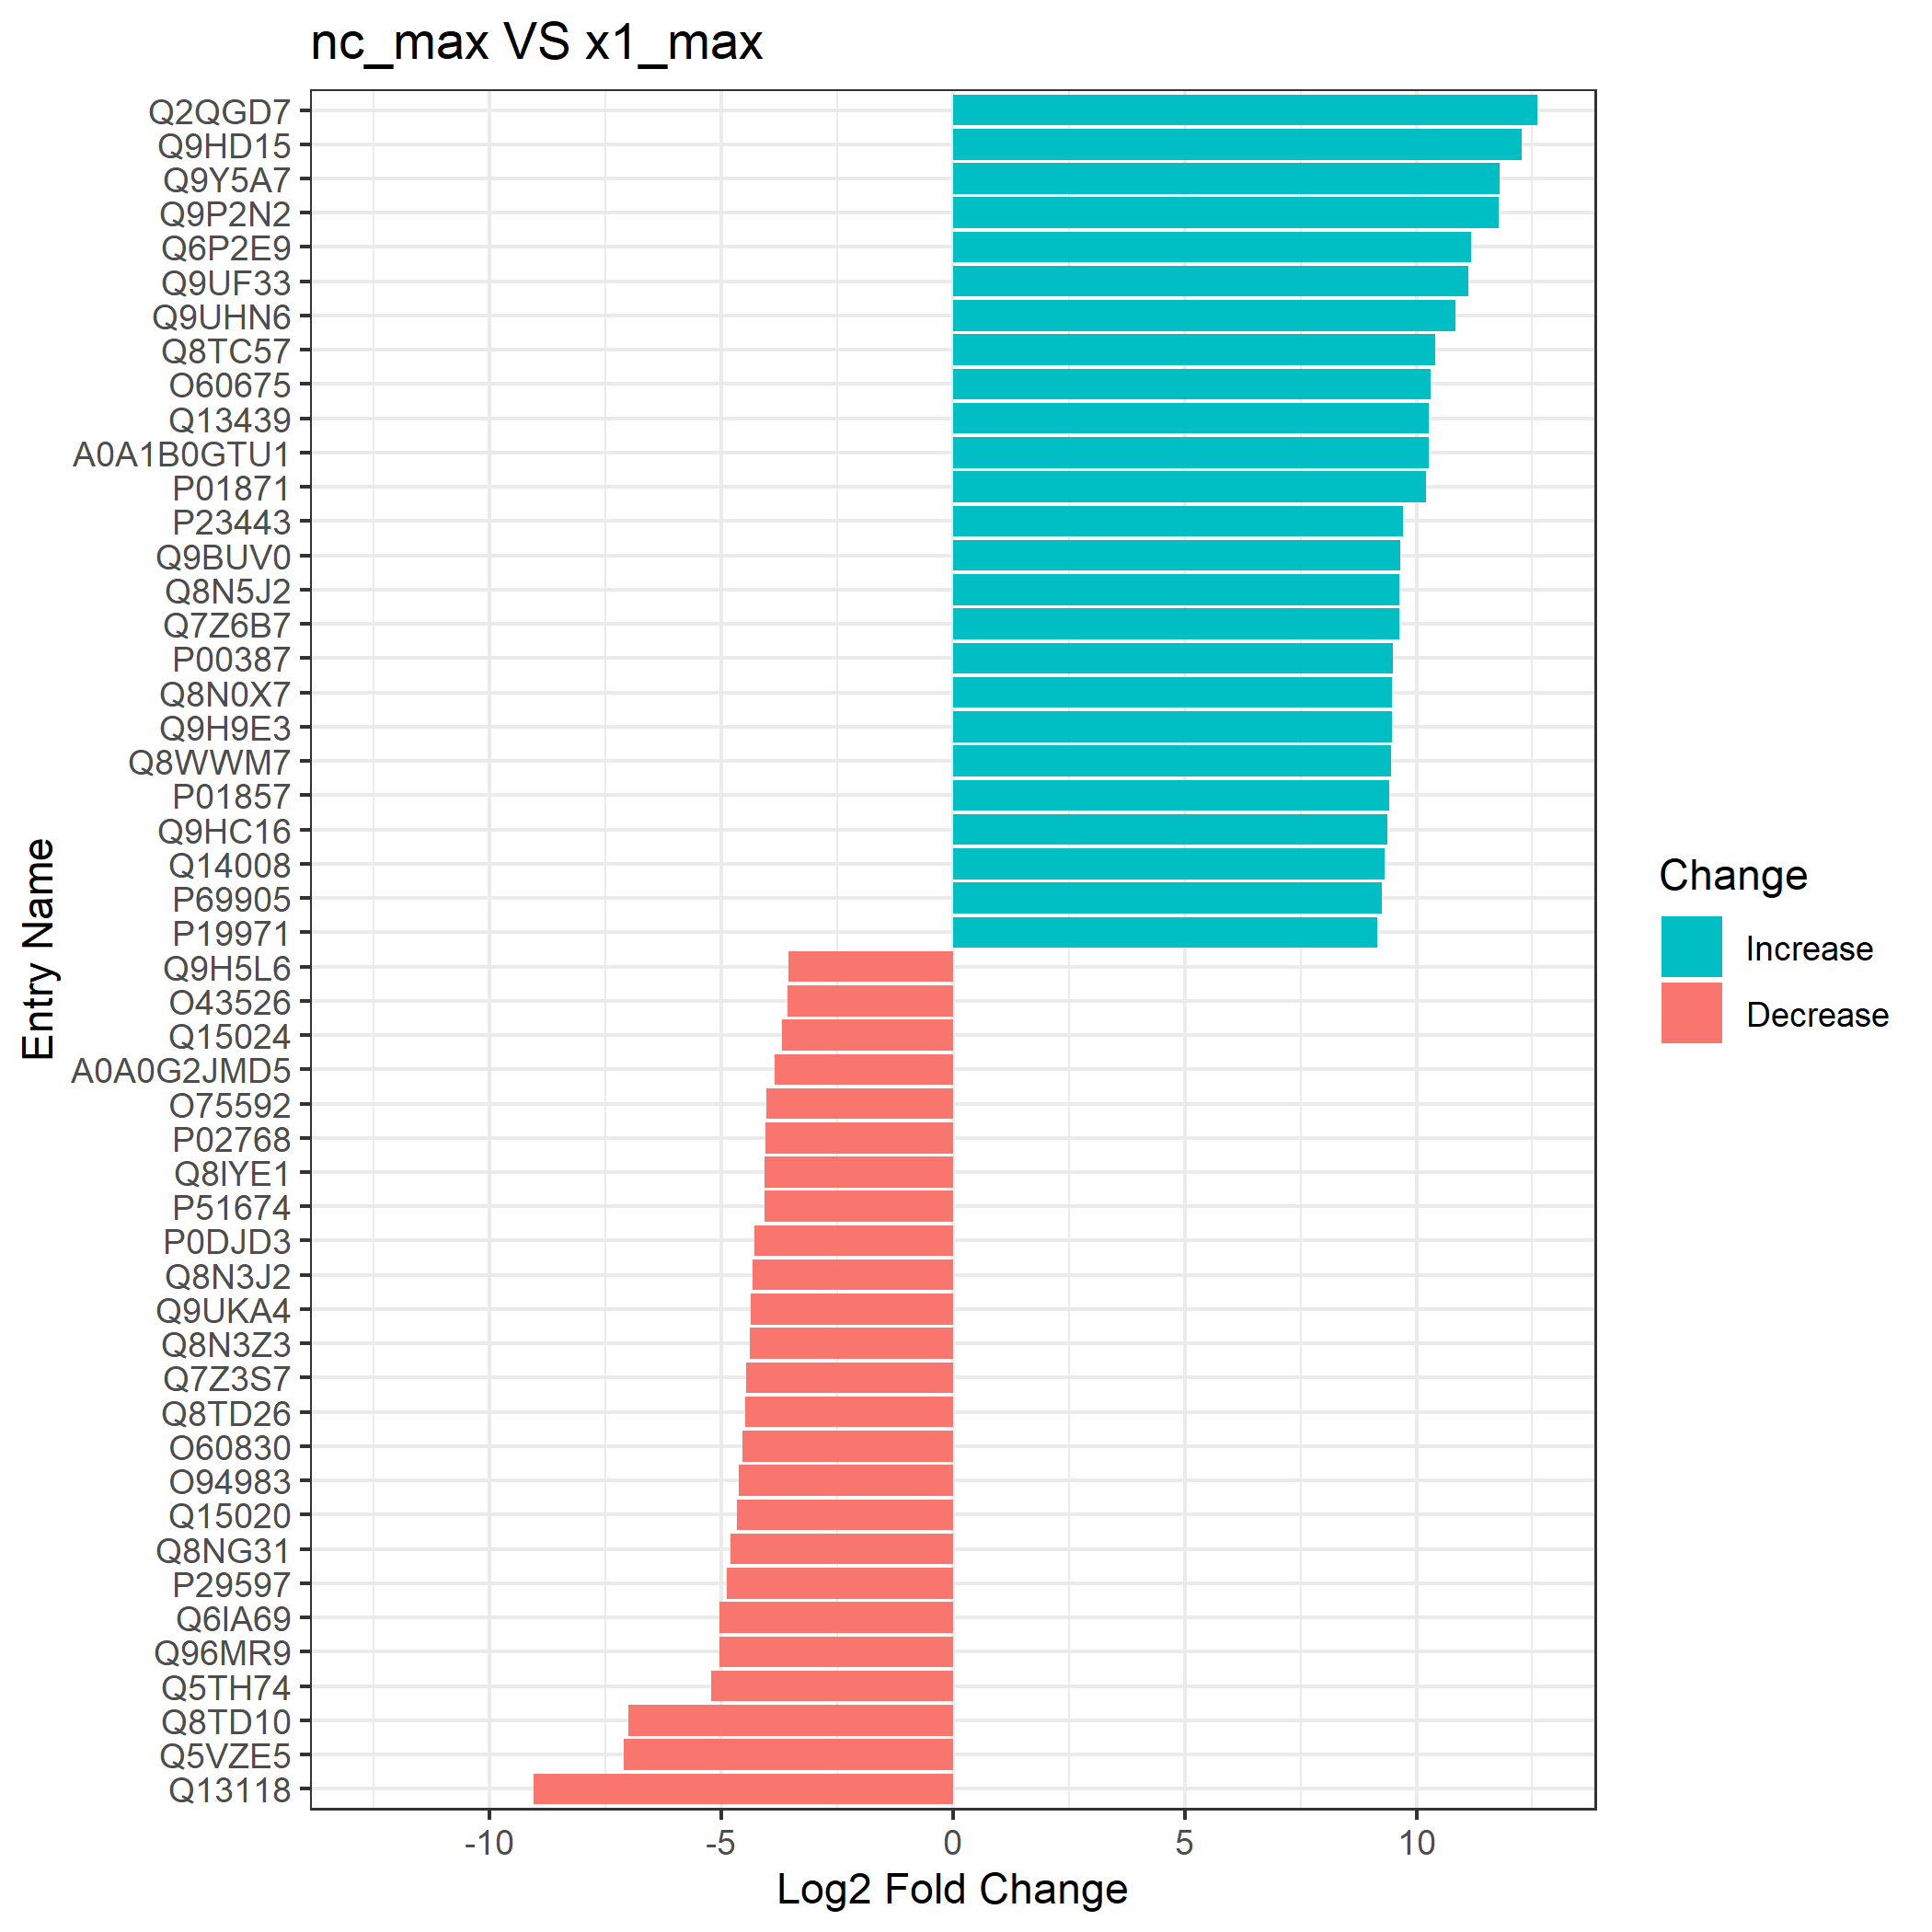 nc_max VS x1_max
Q2QGD7
Q9HD15
Q9Y5A7
Q9P2N2
Q6P2E9
Q9UF33
Q9UHN6
Q8TC57
O60675
Q13439
A0A1B0GTU1
P01871
P23443
Q9BUV0
Q8N5J2
Q7Z6B7
P00387
Q8N0X7
Q9H9E3
Q8WWM7
P01857
Q9HC16
Q14008
P69905
P19971
Q9H5L6
O43526
Q15024
A0A0G2JMD5
O75592
P02768
Q8IYE1
P51674
P0DJD3
Q8N3J2
Q9UKA4
Q8N3Z3
Q7Z3S7
Q8TD26
O60830
O94983
Q15020
Q8NG31
P29597
Q6IA69
Q96MR9
Q5TH74
Q8TD10
Q5VZE5
Q13118
Entry Name
-10 -5 0 5 10
Log2 Fold Change
Change
Increase
Decrease